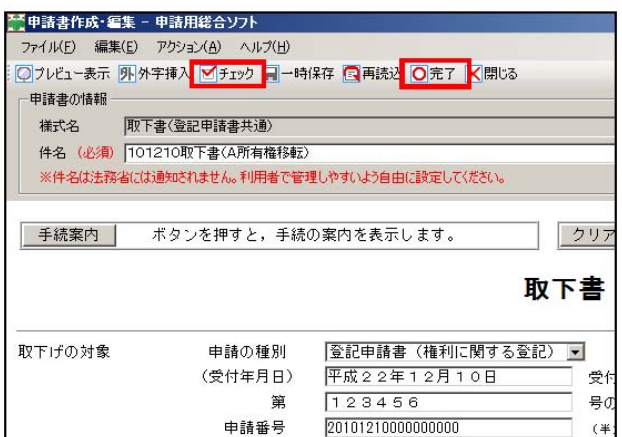 申請書作成・編集 － 申請用総合ソフト
ファイル(F) 編集(E) アクション(A) ヘルプ(H)
プレビュー表示 外 外字挿入 チェック 一時保存 再読込 完了 閉じる
申請書の情報
様式名 取下書(登記申請書共通)
件名 (必須) 101210取下書(A所有権移転)
※件名は法務省には通知されません。利用者で管理しやすいよう自由に設定してください。
手続案内 ボタンを押すと，手続の案内を表示します。 クリア
取下書
取下げの対象 申請の種別 登記申請書（権利に関する登記）
(受付年月日) 平成２２年１２月１０日 受付
第 １２３４５６ 号の
申請番号 20101210000000000 (半